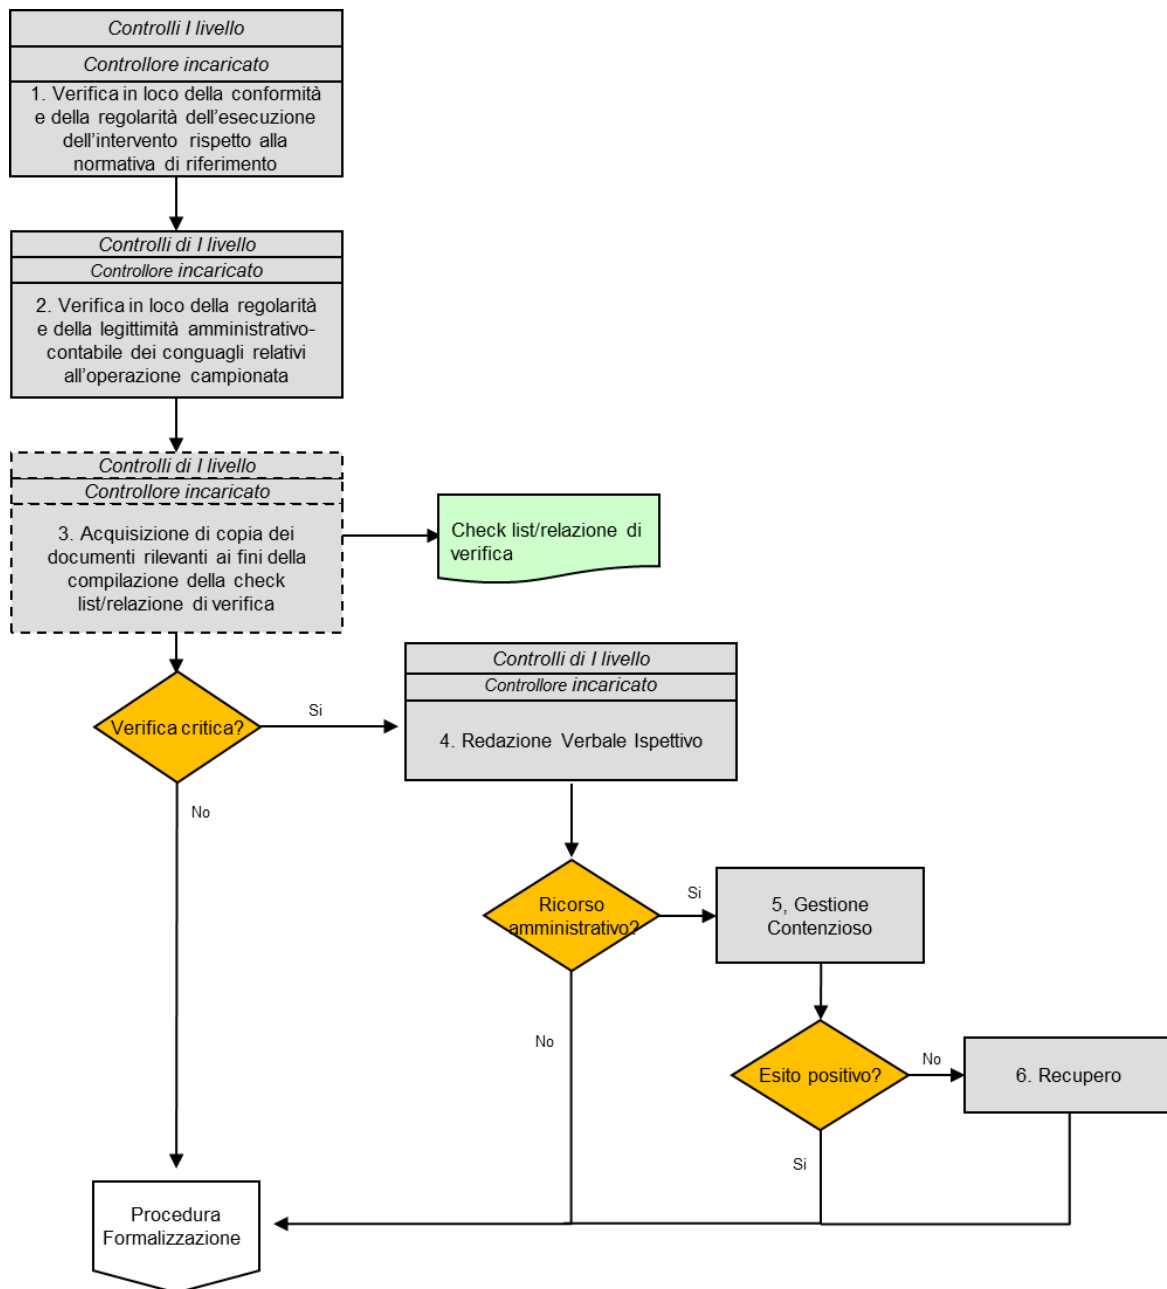 Controlli I livello
Controllore incaricato
1. Verifica in loco della conformità
e della regolarità dell'esecuzione
dell'intervento rispetto alla
normativa di riferimento
Controlli di I livello
Controllore incaricato
2. Verifica in loco della regolarità
e della legittimità amministrativo-
contabile dei conguagli relativi
all'operazione campionata
Controlli di I livello
Controllore incaricato
3. Acquisizione di copia dei
documenti rilevanti ai fini della
compilazione della check
list/relazione di verifica
Check list/relazione di
verifica
Verifica critica?
Si
No
Controlli di I livello
Controllore incaricato
4. Redazione Verbale Ispettivo
Ricorso
amministrativo?
Si
No
5, Gestione
Contenzioso
Esito positivo?
No
Si
6. Recupero
Procedura
Formalizzazione